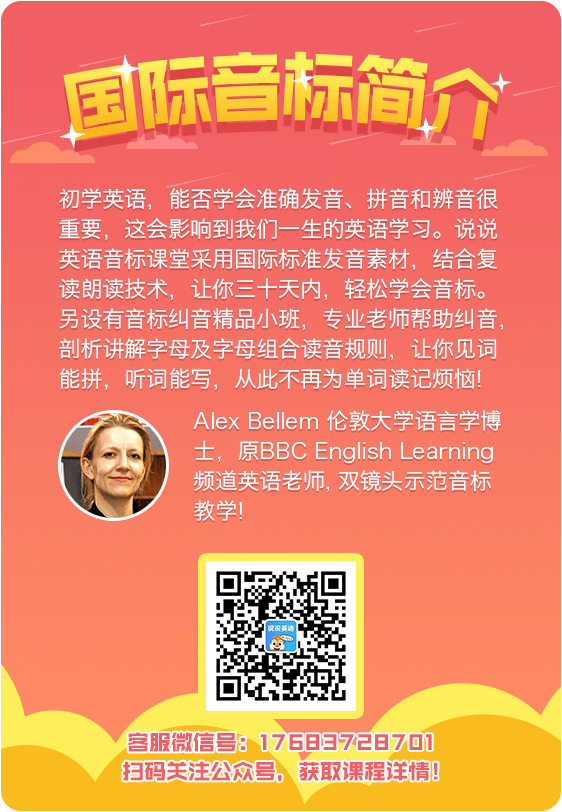 国际音标简介
初学英语，能否学会准确发音、拼音和辨音很
重要，这会影响到我们一生的英语学习。说说
英语音标课堂采用国际标准发音素材，结合复
读朗读技术，让你三十天内，轻松学会音标。
另设有音标纠音精品小班，专业老师帮助纠音，
剖析讲解字母及字母组合读音规则，让你见词
能拼，听词能写，从此不再为单词读记烦恼!
Alex Bellem 伦敦大学语言学博
士，原BBC English Learning
频道英语老师, 双镜头示范音标
教学!
说说英语
客服微信号：17683728701
扫码关注公众号，获取课程详情!